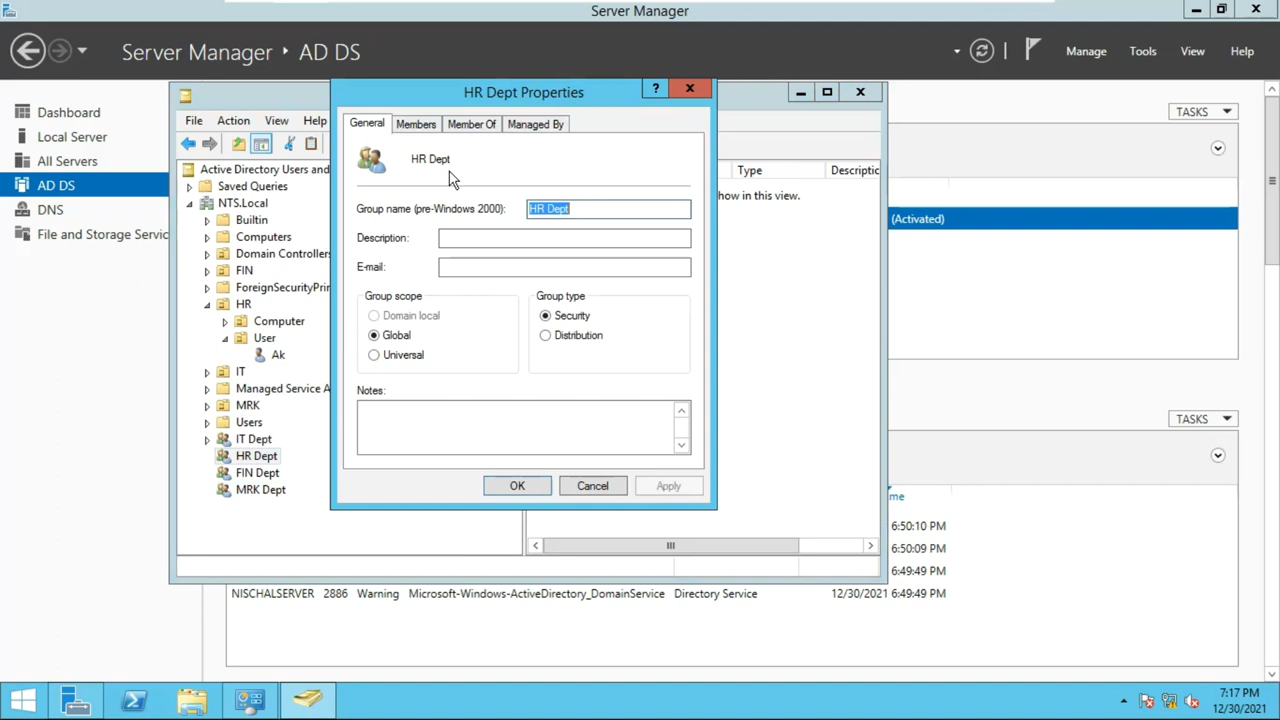 Server Manager
Server Manager ▸ AD DS
Manage Tools View Help
Dashboard
Local Server
All Servers
AD DS
DNS
File and Storage Servic
File Action View Help
Active Directory Users and
Saved Queries
NTS.Local
Builtin
Computers
Domain Controllers
FIN
ForeignSecurityPrin
HR
Computer
User
Ak
IT
Managed Service A
MRK
Users
IT Dept
HR Dept
FIN Dept
MRK Dept
HR Dept Properties
?
General Members Member Of Managed By
HR Dept
Group name (pre-Windows 2000): HR Dept
Description:
E-mail:
Group scope
Domain local
Global
Universal
Group type
Security
Distribution
Notes:
OK Cancel Apply
Type Descriptic
how in this view.
TASKS
(Activated)
TASKS
me
6:50:10 PM
6:50:09 PM
6:49:49 PM
NISCHALSERVER 2886 Warning Microsoft-Windows-ActiveDirectory_DomainService Directory Service 12/30/2021 6:49:49 PM
7:17 PM
12/30/2021